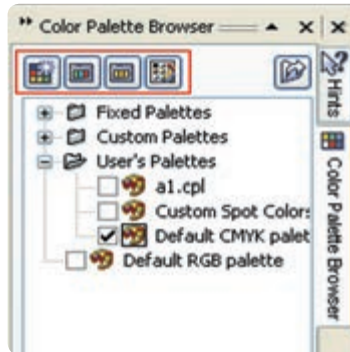 Color Palette Browser
Fixed Palettes
Custom Palettes
User's Palettes
a1.cpl
Custom Spot Colors
Default CMYK palet
Default RGB palette
Hints
Color Palette Browser